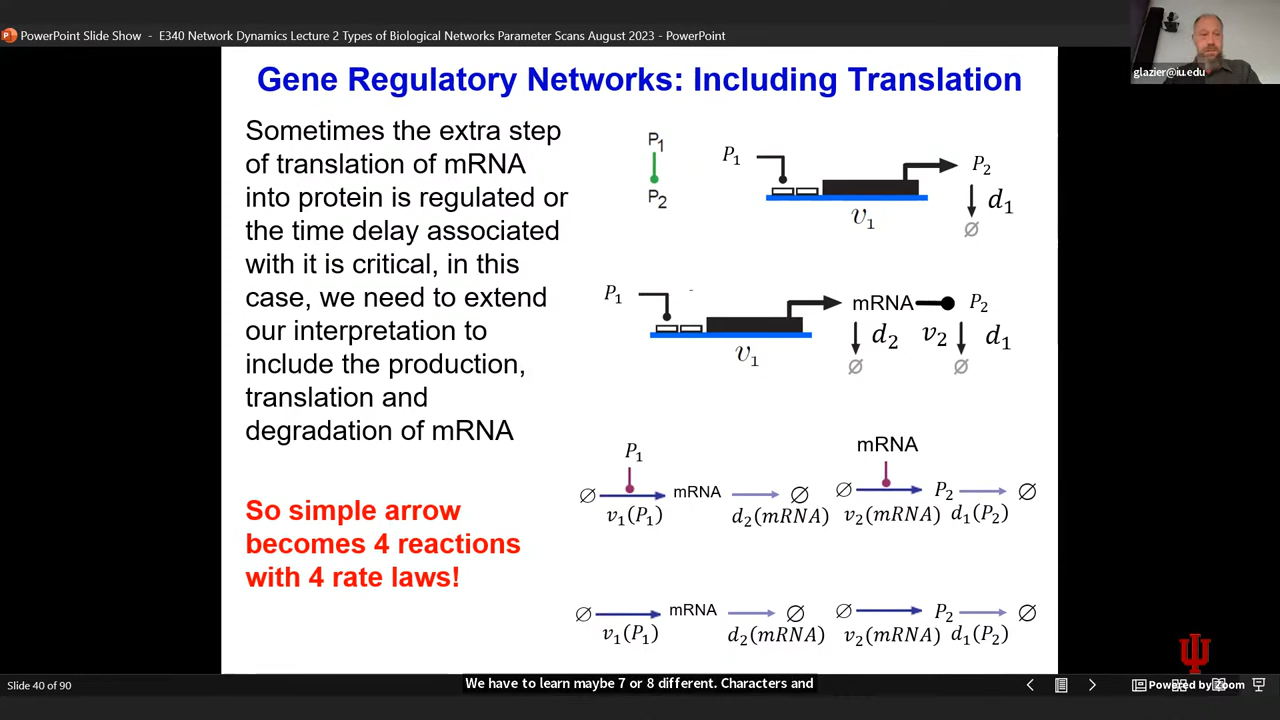 PowerPoint Slide Show - E340 Network Dynamics Lecture 2 Types of Biological Networks Parameter Scans August 2023 - PowerPoint
glazier@iu.edu
Gene Regulatory Networks: Including Translation
Sometimes the extra step
of translation of mRNA
into protein is regulated or
the time delay associated
with it is critical, in this
case, we need to extend
our interpretation to
include the production,
translation and
degradation of mRNA
So simple arrow
becomes 4 reactions
with 4 rate laws!
P₁
P₂
P₁
P₂
v₁
d₁
∅
P₁
mRNA
P₂
v₁
d₂
v₂
d₁
∅
∅
P₁
mRNA
∅
mRNA
∅
∅
P₂
∅
v₁(P₁)
d₂(mRNA)
v₂(mRNA)
d₁(P₂)
∅
mRNA
∅
∅
P₂
∅
v₁(P₁)
d₂(mRNA)
v₂(mRNA)
d₁(P₂)
We have to learn maybe 7 or 8 different. Characters and
Slide 40 of 90
Powered by Zoom